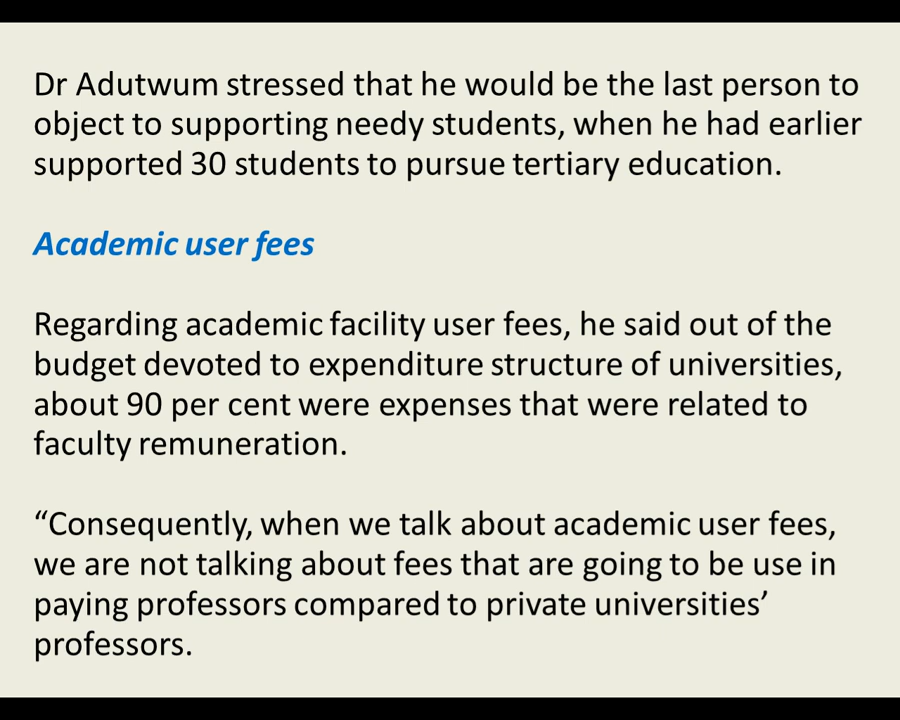 Dr Adutwum stressed that he would be the last person to
object to supporting needy students, when he had earlier
supported 30 students to pursue tertiary education.
Academic user fees
Regarding academic facility user fees, he said out of the
budget devoted to expenditure structure of universities,
about 90 per cent were expenses that were related to
faculty remuneration.
“Consequently, when we talk about academic user fees,
we are not talking about fees that are going to be use in
paying professors compared to private universities’
professors.